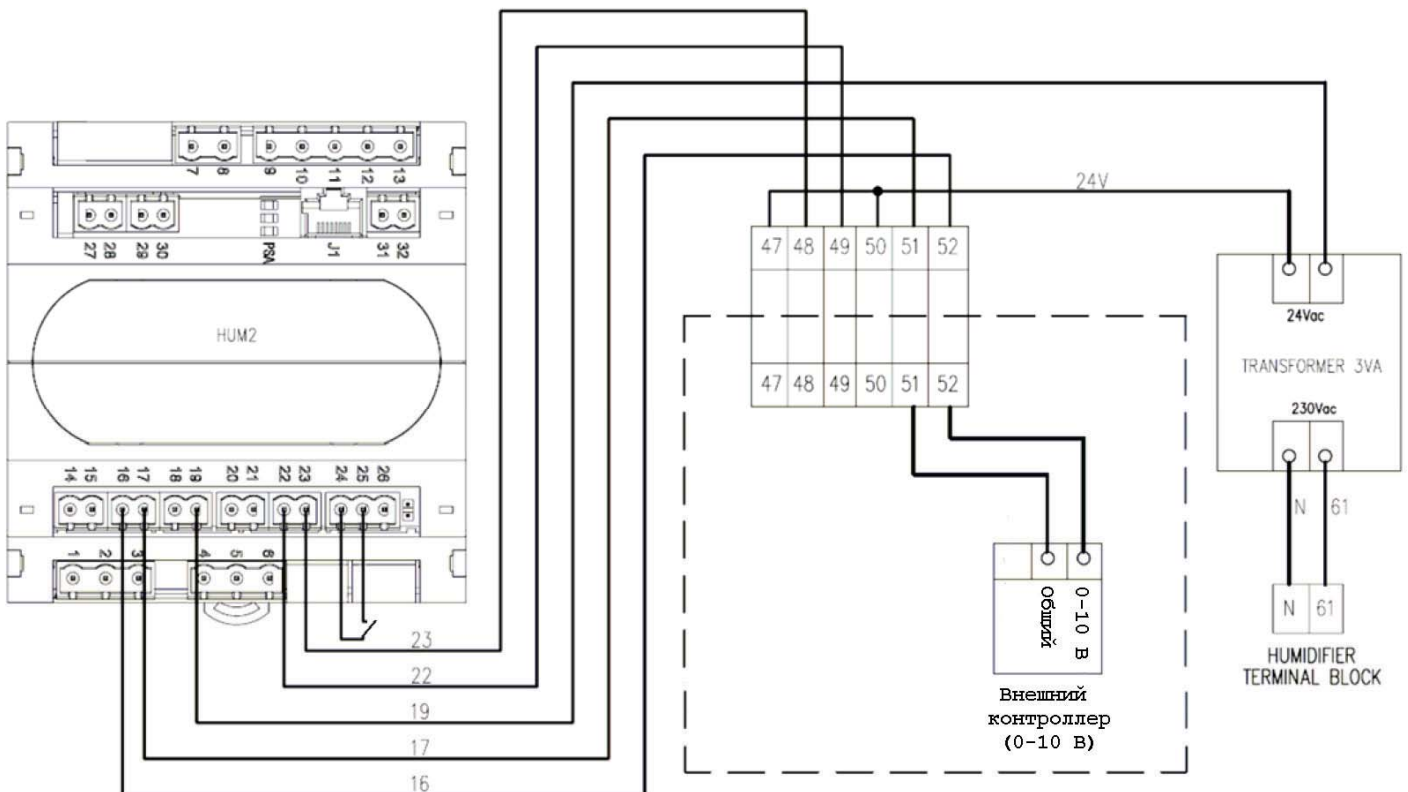 7 8 9 10 11 12 13
24V
27 28 29 30 PSA J1 31 32
47 48 49 50 51 52
24Vac
HUM2
TRANSFORMER 3VA
47 48 49 50 51 52
230Vac
14 15 16 17 18 19 20 21 22 23 24 25 26
N 61
1 2 3 4 5 6
Общий
0-10 В
N 61
HUMIDIFIER
TERMINAL BLOCK
Внешний
контроллер
(0-10 В)
23
22
19
17
16